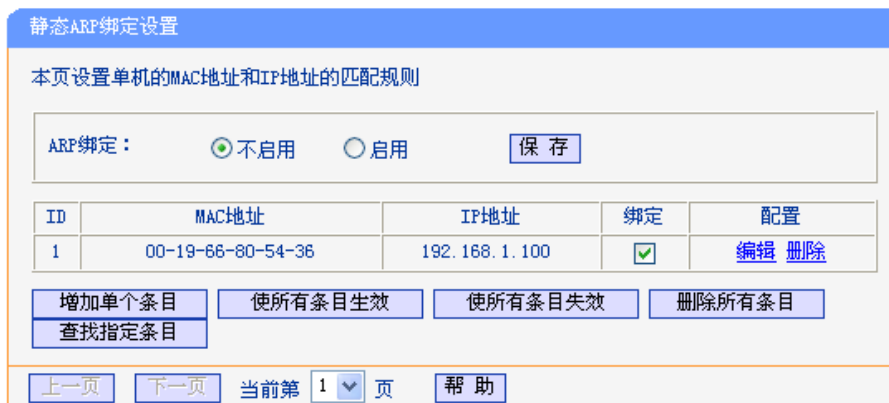 静态ARP绑定设置
本页设置单机的MAC地址和IP地址的匹配规则
ARP绑定： 不启用 启用 保 存
ID MAC地址 IP地址 绑定 配置
1 00-19-66-80-54-36 192.168.1.100 编辑 删除
增加单个条目 使所有条目生效 使所有条目失效 删除所有条目
查找指定条目
上一页 下一页 当前第 1 页 帮 助